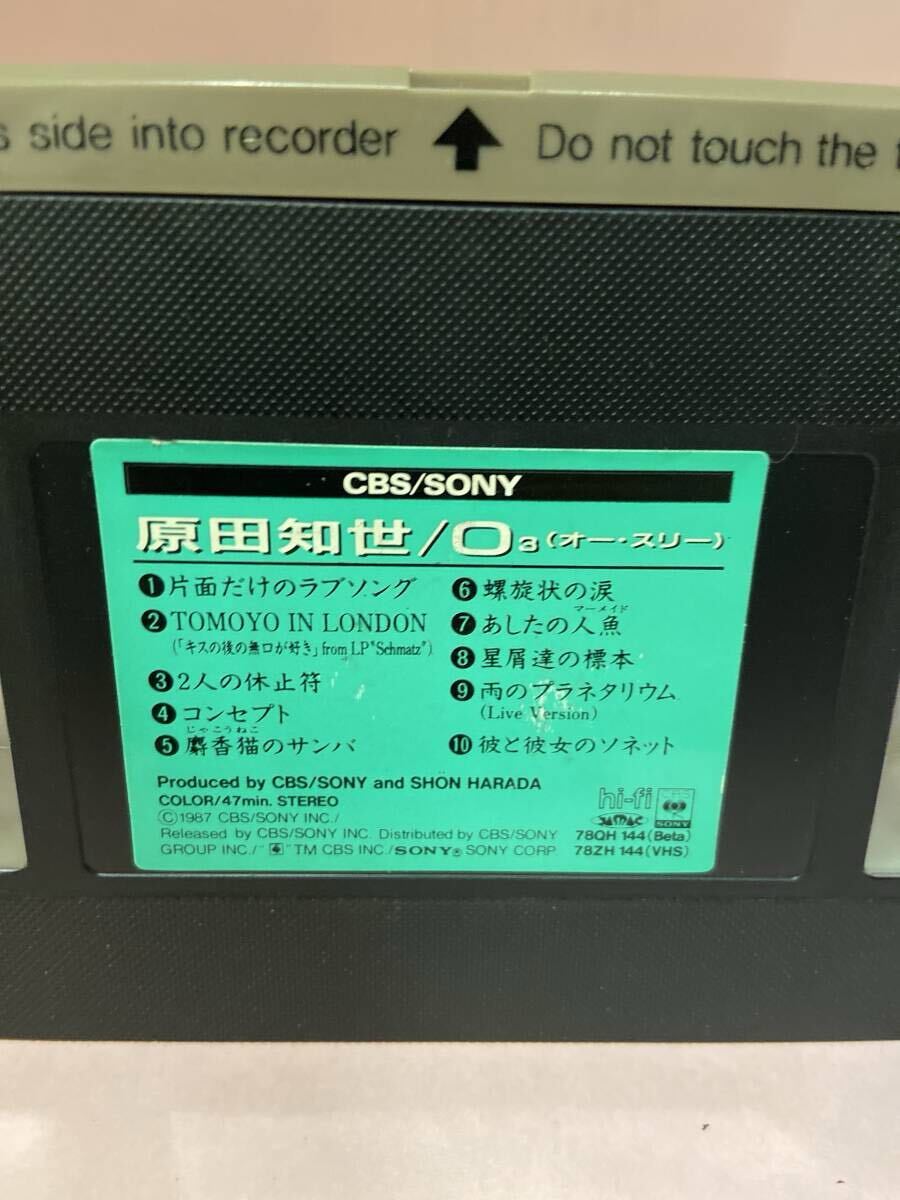 side into recorder
Do not touch the
CBS/SONY
原田知世/O3(オー・スリー)
❶片面だけのラブソング
❷TOMOYO IN LONDON
(「キスの後の無口が好き」from LP"Schmatz")
❸2人の休止符
❹コンセプト
じゃこうねこ
❺麝香猫のサンバ
❻螺旋状の涙
マーメイド
❼あしたの人魚
❽星屑達の標本
❾雨のプラネタリウム
(Live Version)
❿彼と彼女のソネット
Produced by CBS/SONY and SHON HARADA
COLOR/47min. STEREO
Ⓒ1987 CBS/SONY INC./
Released by CBS/SONY INC. Distributed by CBS/SONY
GROUP INC./" "TM CBS INC./SONY® SONY CORP.
hi-fi
CBS
SONY
78QH 144(Beta)
78ZH 144(VHS)